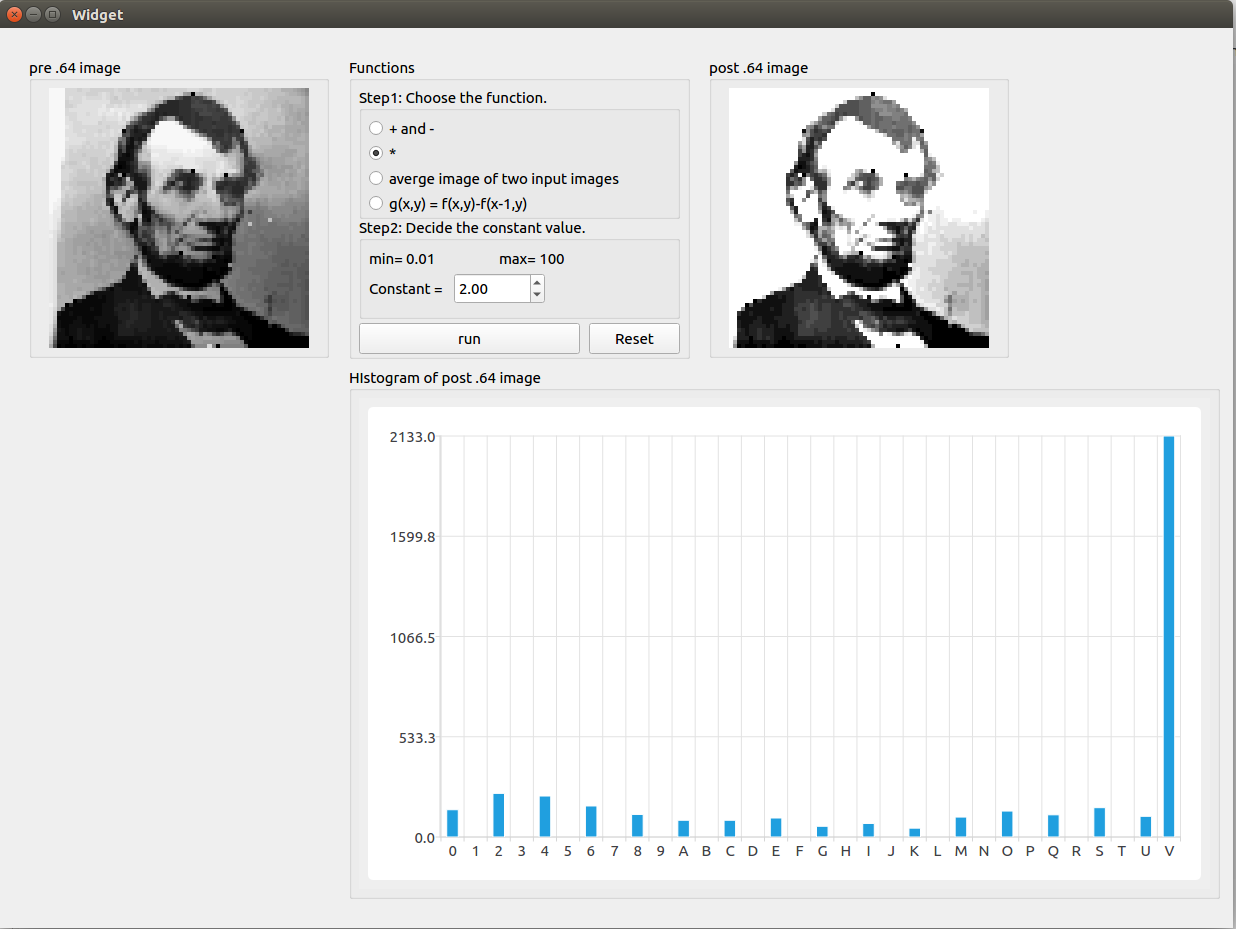 Widget
pre .64 image
Functions
post .64 image
Step1: Choose the function.
+ and -
*
averge image of two input images
g(x,y) = f(x,y)-f(x-1,y)
Step2: Decide the constant value.
min= 0.01 max= 100
Constant = 2.00
run Reset
HIstogram of post .64 image
2133.0
1599.8
1066.5
533.3
0.0
0 1 2 3 4 5 6 7 8 9 A B C D E F G H I J K L M N O P Q R S T U V